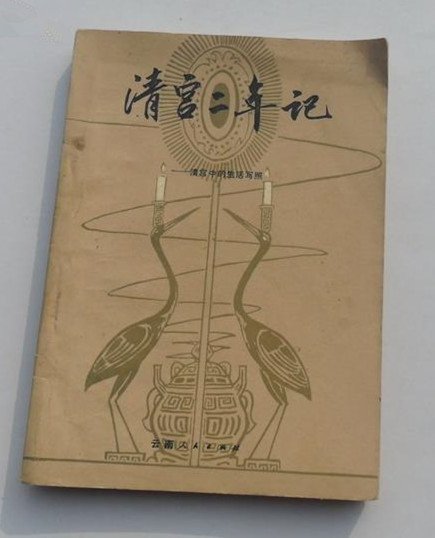 清宫二年记
——清宫中的生活写照
云南人民出版社